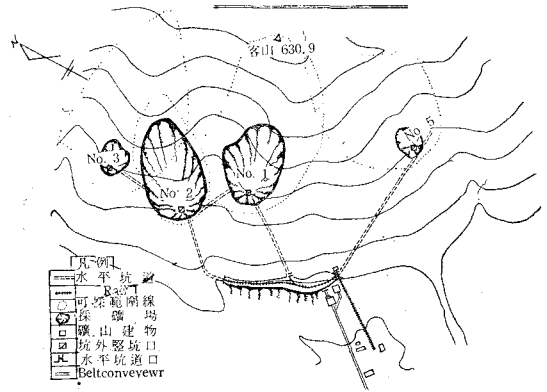 N
客山 630.9
No. 3
No. 2
No. 1
No. 5
凡例
水平坑道
Rail
可採範圍線
採礦場
礦山建物
坑外竪坑口
水平坑道口
Beltconveyewr